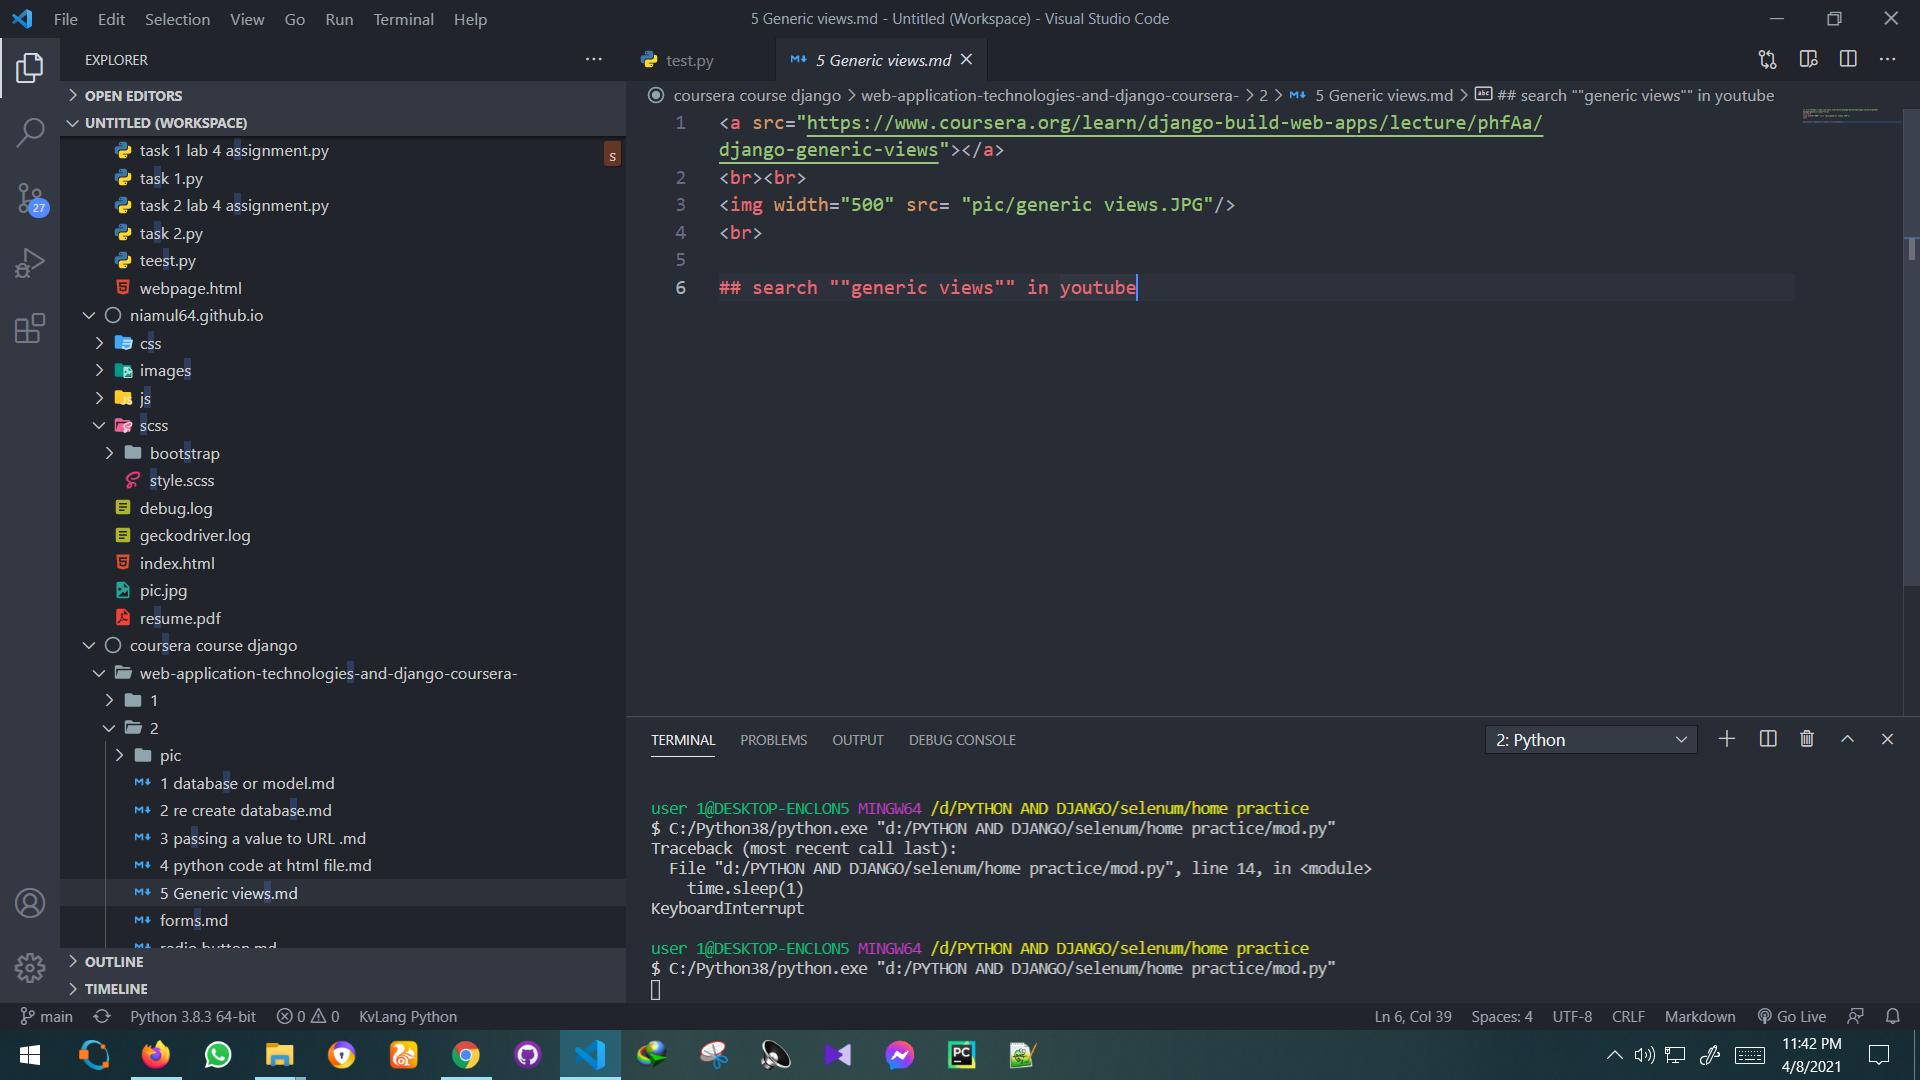 File Edit Selection View Go Run Terminal Help
5 Generic views.md - Untitled (Workspace) - Visual Studio Code
EXPLORER
test.py
5 Generic views.md
OPEN EDITORS
coursera course django > web-application-technologies-and-django-coursera- > 2 > 5 Generic views.md > ## search ""generic views"" in youtube
UNTITLED (WORKSPACE)
task 1 lab 4 assignment.py
s
task 1.py
task 2 lab 4 assignment.py
task 2.py
teest.py
webpage.html
niamul64.github.io
css
images
js
scss
bootstrap
style.scss
debug.log
geckodriver.log
index.html
pic.jpg
resume.pdf
coursera course django
web-application-technologies-and-django-coursera-
1
2
pic
1 database or model.md
2 re create database.md
3 passing a value to URL .md
4 python code at html file.md
5 Generic views.md
forms.md
radio button.md
OUTLINE
TIMELINE
27
1 <a src="https://www.coursera.org/learn/django-build-web-apps/lecture/phfAa/
django-generic-views"></a>
2 <br><br>
3 <img width="500" src= "pic/generic views.JPG"/>
4 <br>
5
6 ## search ""generic views"" in youtube
TERMINAL PROBLEMS OUTPUT DEBUG CONSOLE
2: Python
user 1@DESKTOP-ENCLON5 MINGW64 /d/PYTHON AND DJANGO/selenum/home practice
$ C:/Python38/python.exe "d:/PYTHON AND DJANGO/selenum/home practice/mod.py"
Traceback (most recent call last):
File "d:/PYTHON AND DJANGO/selenum/home practice/mod.py", line 14, in <module>
time.sleep(1)
KeyboardInterrupt
user 1@DESKTOP-ENCLON5 MINGW64 /d/PYTHON AND DJANGO/selenum/home practice
$ C:/Python38/python.exe "d:/PYTHON AND DJANGO/selenum/home practice/mod.py"
main Python 3.8.3 64-bit 0 0 KvLang Python
Ln 6, Col 39 Spaces: 4 UTF-8 CRLF Markdown Go Live
PC
11:42 PM
4/8/2021